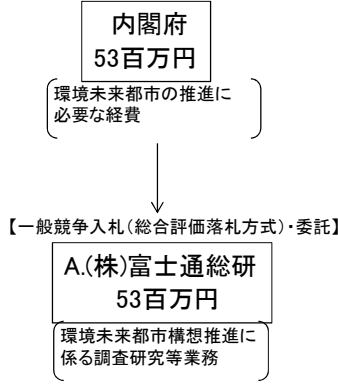 内閣府
53百万円
環境未来都市の推進に
必要な経費
【一般競争入札(総合評価落札方式)・委託】
A.(株)富士通総研
53百万円
環境未来都市構想推進に
係る調査研究等業務